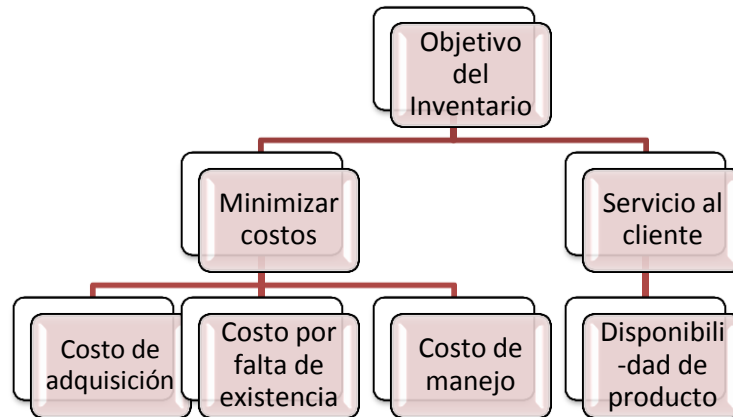 Objetivo
del
Inventario
Minimizar
costos
Servicio al
cliente
Costo de
adquisición
Costo por
falta de
existencia
Costo de
manejo
Disponibili
-dad de
producto